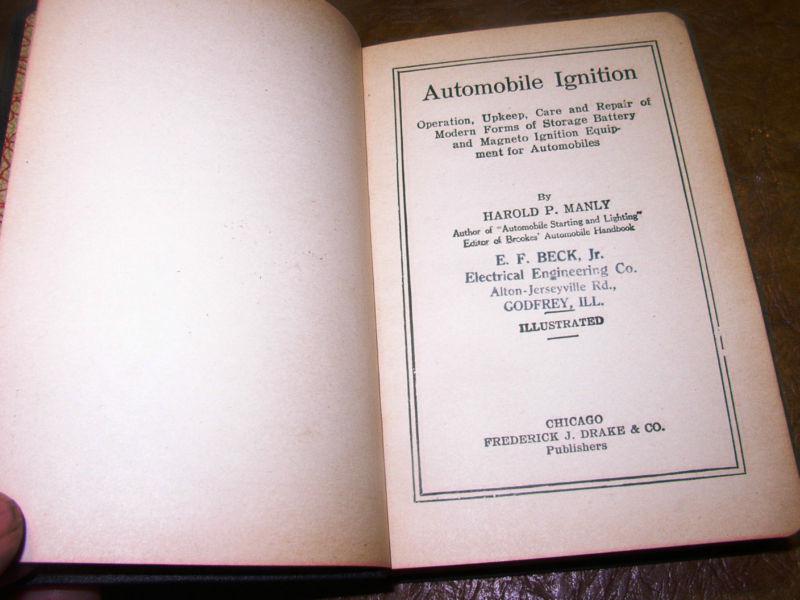 Automobile Ignition
Operation, Upkeep, Care and Repair of
Modern Forms of Storage Battery
and Magneto Ignition Equip-
ment for Automobiles
By
HAROLD P. MANLY
Author of "Automobile Starting and Lighting"
Editor of Brookes' Automobile Handbook
E. F. BECK, Jr.
Electrical Engineering Co.
Alton-Jerseyville Rd.,
GODFREY, ILL.
ILLUSTRATED
CHICAGO
FREDERICK J. DRAKE & CO.
Publishers